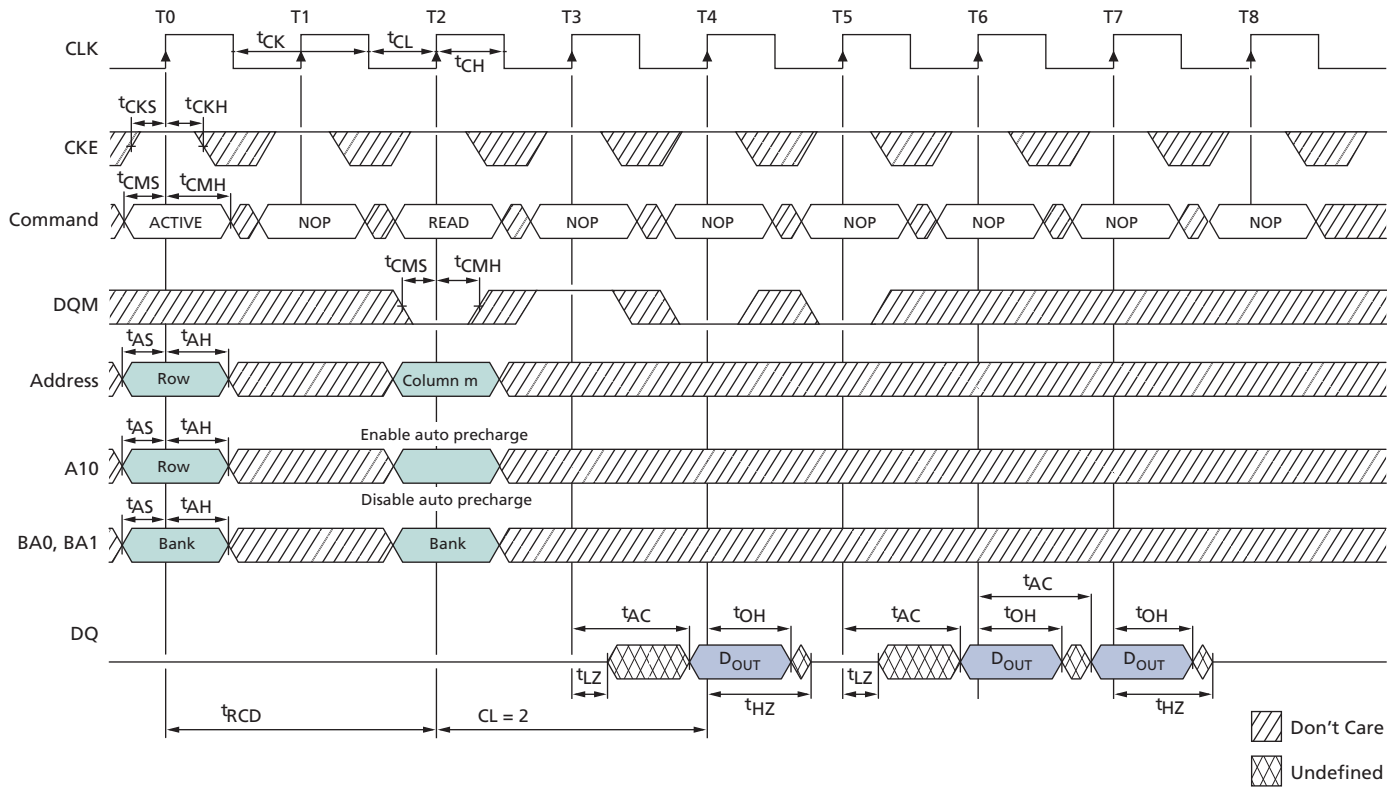 T0 T1 T2 T3 T4 T5 T6 T7 T8
CLK
tCK tCL
tCH
tCKS tCKH
CKE
tCMS tCMH
Command ACTIVE NOP READ NOP NOP NOP NOP NOP NOP
tCMS tCMH
DQM
tAS tAH
Address Row Column m
tAS tAH Enable auto precharge
A10 Row
tAS tAH Disable auto precharge
BA0, BA1 Bank Bank
tAC
tAC tOH tAC tOH tOH
DQ
DOUT DOUT DOUT
tLZ tLZ
tHZ tHZ
tRCD CL = 2
Don't Care
Undefined